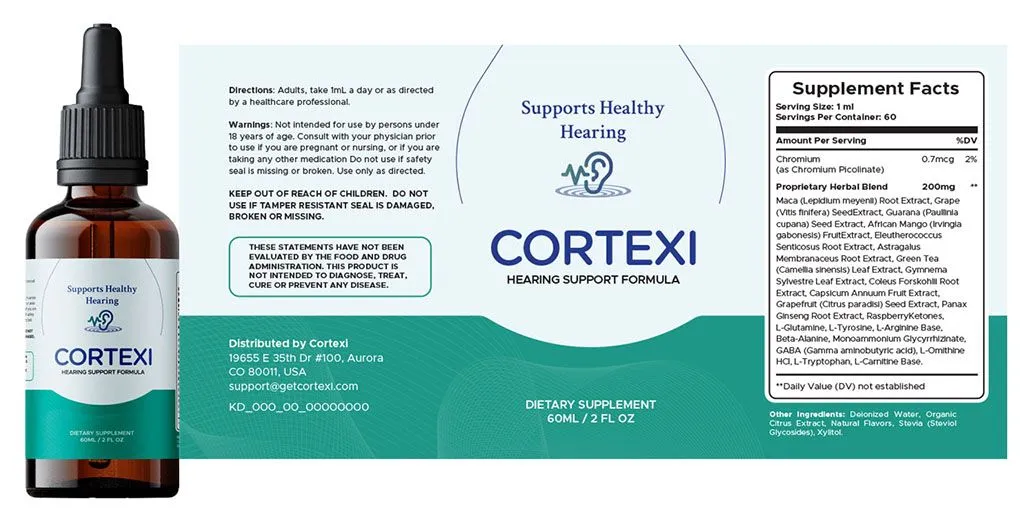 Supports Healthy
Hearing
CORTEXI
HEARING SUPPORT FORMULA
DIETARY SUPPLEMENT
60ML / 2 FL OZ
Directions: Adults, take 1mL a day or as directed
by a healthcare professional.
Warnings: Not intended for use by persons under
18 years of age. Consult with your physician prior
to use if you are pregnant or nursing, or if you are
taking any other medication Do not use if safety
seal is missing or broken. Use only as directed.
KEEP OUT OF REACH OF CHILDREN. DO NOT
USE IF TAMPER RESISTANT SEAL IS DAMAGED,
BROKEN OR MISSING.
THESE STATEMENTS HAVE NOT BEEN
EVALUATED BY THE FOOD AND DRUG
ADMINISTRATION. THIS PRODUCT IS
NOT INTENDED TO DIAGNOSE, TREAT,
CURE OR PREVENT ANY DISEASE.
Distributed by Cortexi
19655 E 35th Dr #100, Aurora
CO 80011, USA
support@getcortexi.com
KD_000_00_00000000
Supports Healthy
Hearing
CORTEXI
HEARING SUPPORT FORMULA
DIETARY SUPPLEMENT
60ML / 2 FL OZ
Supplement Facts
Serving Size: 1 ml
Servings Per Container: 60
Amount Per Serving %DV
Chromium 0.7mcg 2%
(as Chromium Picolinate)
Proprietary Herbal Blend 200mg **
Maca (Lepidium meyenii) Root Extract, Grape
(Vitis finifera) SeedExtract, Guarana (Paullinia
cupana) Seed Extract, African Mango (Irvingia
gabonesis) FruitExtract, Eleutherococcus
Senticosus Root Extract, Astragalus
Membranaceus Root Extract, Green Tea
(Camellia sinensis) Leaf Extract, Gymnema
Sylvestre Leaf Extract, Coleus Forskohlii Root
Extract, Capsicum Annuum Fruit Extract,
Grapefruit (Citrus paradisi) Seed Extract, Panax
Ginseng Root Extract, RaspberryKetones,
L-Glutamine, L-Tyrosine, L-Arginine Base,
Beta-Alanine, Monoammonium Glycyrrhizinate,
GABA (Gamma aminobutyric acid), L-Ornithine
HCl, L-Tryptophan, L-Carnitine Base.
**Daily Value (DV) not established
Other Ingredients: Deionized Water, Organic
Citrus Extract, Natural Flavors, Stevia (Steviol
Glycosides), Xylitol.